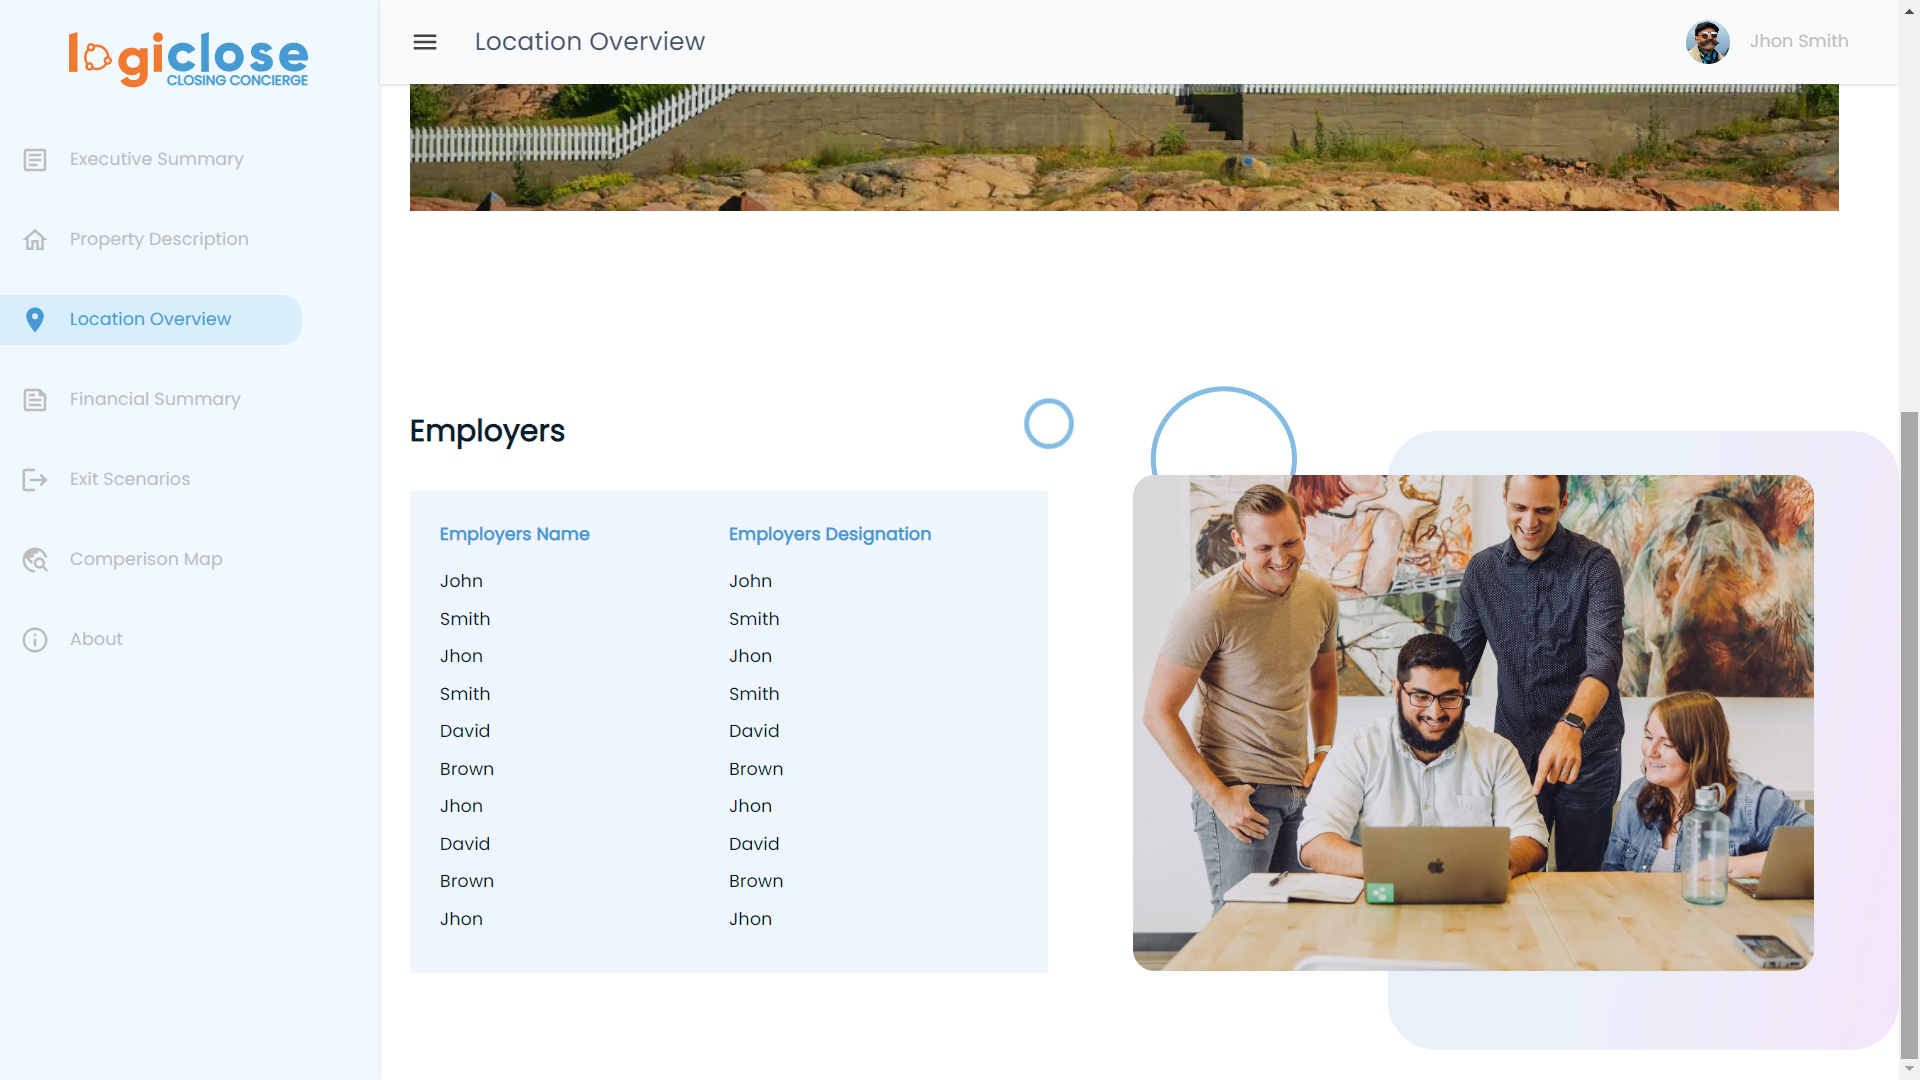 logiclose
CLOSING CONCIERGE
Location Overview
Jhon Smith
Executive Summary
Property Description
Location Overview
Financial Summary
Exit Scenarios
Comperison Map
About
Employers
Employers Name Employers Designation
John John
Smith Smith
Jhon Jhon
Smith Smith
David David
Brown Brown
Jhon Jhon
David David
Brown Brown
Jhon Jhon